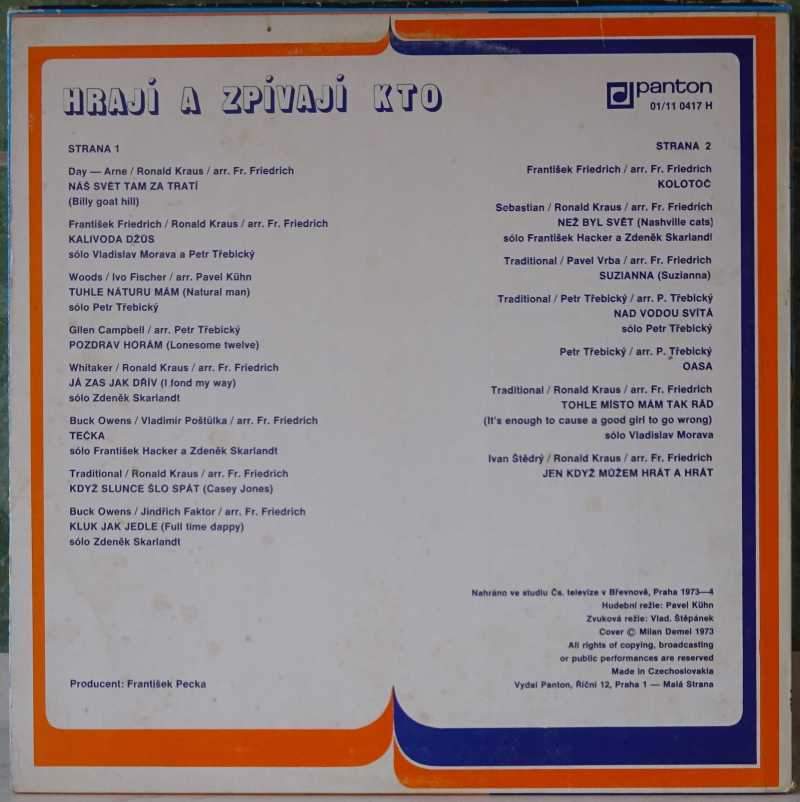 HRAJÍ A ZPÍVAJÍ KTO
panton
01/11 0417 H
STRANA 1
Day — Arne / Ronald Kraus / arr. Fr. Friedrich
NÁŠ SVĚT TAM ZA TRATÍ
(Billy goat hill)
František Friedrich / Ronald Kraus / arr. Fr. Friedrich
KALIVODA DŽŮS
sólo Vladislav Morava a Petr Třebický
Woods / Ivo Fischer / arr. Pavel Kühn
TUHLE NÁTURU MÁM (Natural man)
sólo Petr Třebický
Gllen Campbell / arr. Petr Třebický
POZDRAV HORÁM (Lonesome twelve)
Whitaker / Ronald Kraus / arr. Fr. Friedrich
JÁ ZAS JAK DŘÍV (I fond my way)
sólo Zdeněk Skarlandt
Buck Owens / Vladimír Poštůlka / arr. Fr. Friedrich
TEČKA
sólo František Hacker a Zdeněk Skarlandt
Traditional / Ronald Kraus / arr. Fr. Friedrich
KDYŽ SLUNCE ŠLO SPÁT (Casey Jones)
Buck Owens / Jindřich Faktor / arr. Fr. Friedrich
KLUK JAK JEDLE (Full time dappy)
sólo Zdeněk Skarlandt
Producent: František Pecka
STRANA 2
František Friedrich / arr. Fr. Friedrich
KOLOTOČ
Sebastian / Ronald Kraus / arr. Fr. Friedrich
NEŽ BYL SVĚT (Nashville cats)
sólo František Hacker a Zdeněk Skarlandt
Traditional / Pavel Vrba / arr. Fr. Friedrich
SUZIANNA (Suzianna)
Traditional / Petr Třebický / arr. P. Třebický
NAD VODOU SVÍTÁ
sólo Petr Třebický
Petr Třebický / arr. P. Třebický
OASA
Traditional / Ronald Kraus / arr. Fr. Friedrich
TOHLE MÍSTO MÁM TAK RÁD
(It's enough to cause a good girl to go wrong)
sólo Vladislav Morava
Ivan Štědrý / Ronald Kraus / arr. Fr. Friedrich
JEN KDYŽ MŮŽEM HRÁT A HRÁT
Nahráno ve studiu Čs. televize v Břevnově, Praha 1973—4
Hudební režie: Pavel Kühn
Zvuková režie: Vlad. Štěpánek
Cover © Milan Demel 1973
All rights of copying, broadcasting
or public performances are reserved
Made in Czechoslovakia
Vydal Panton, Říční 12, Praha 1 — Malá Strana